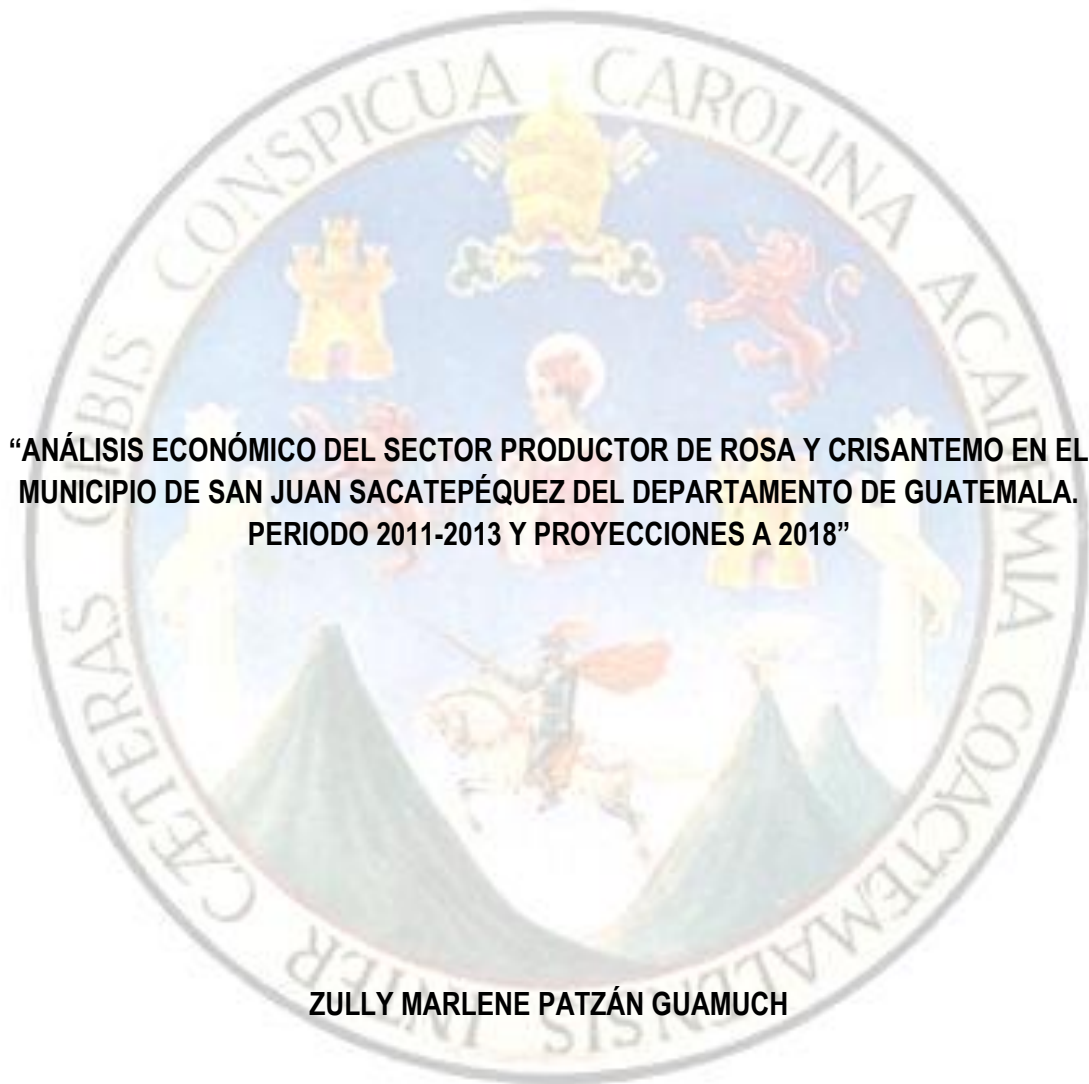 CÆTERAS ORBIS CONSPICUA CAROLINA ACADEMIA COACTEMALENSIS INTER
“ANÁLISIS ECONÓMICO DEL SECTOR PRODUCTOR DE ROSA Y CRISANTEMO EN EL
MUNICIPIO DE SAN JUAN SACATEPÉQUEZ DEL DEPARTAMENTO DE GUATEMALA.
PERIODO 2011-2013 Y PROYECCIONES A 2018”
ZULLY MARLENE PATZÁN GUAMUCH